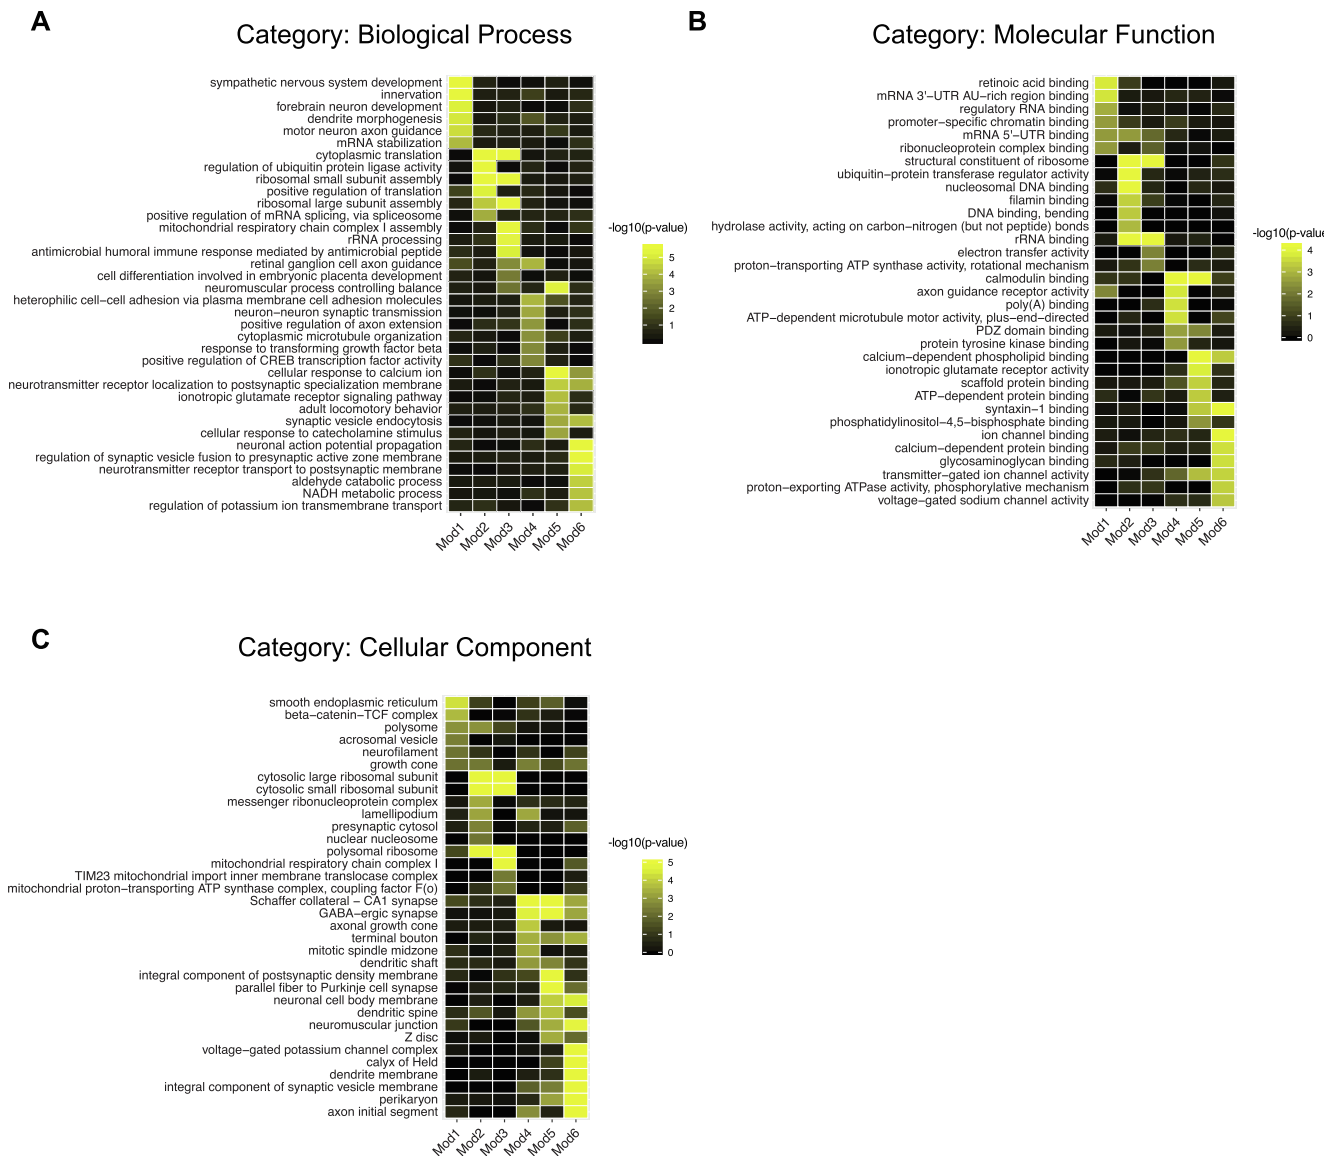 A
Category: Biological Process
sympathetic nervous system development
innervation
forebrain neuron development
dendrite morphogenesis
motor neuron axon guidance
mRNA stabilization
cytoplasmic translation
regulation of ubiquitin protein ligase activity
ribosomal small subunit assembly
positive regulation of translation
ribosomal large subunit assembly
positive regulation of mRNA splicing, via spliceosome
mitochondrial respiratory chain complex I assembly
rRNA processing
antimicrobial humoral immune response mediated by antimicrobial peptide
retinal ganglion cell axon guidance
cell differentiation involved in embryonic placenta development
neuromuscular process controlling balance
heterophilic cell−cell adhesion via plasma membrane cell adhesion molecules
neuron−neuron synaptic transmission
positive regulation of axon extension
cytoplasmic microtubule organization
response to transforming growth factor beta
positive regulation of CREB transcription factor activity
cellular response to calcium ion
neurotransmitter receptor localization to postsynaptic specialization membrane
ionotropic glutamate receptor signaling pathway
adult locomotory behavior
synaptic vesicle endocytosis
cellular response to catecholamine stimulus
neuronal action potential propagation
regulation of synaptic vesicle fusion to presynaptic active zone membrane
neurotransmitter receptor transport to postsynaptic membrane
aldehyde catabolic process
NADH metabolic process
regulation of potassium ion transmembrane transport
Mod1 Mod2 Mod3 Mod4 Mod5 Mod6
-log10(p-value)
5
4
3
2
1
B
Category: Molecular Function
retinoic acid binding
mRNA 3'−UTR AU−rich region binding
regulatory RNA binding
promoter−specific chromatin binding
mRNA 5'−UTR binding
ribonucleoprotein complex binding
structural constituent of ribosome
ubiquitin−protein transferase regulator activity
nucleosomal DNA binding
filamin binding
DNA binding, bending
hydrolase activity, acting on carbon−nitrogen (but not peptide) bonds
rRNA binding
electron transfer activity
proton−transporting ATP synthase activity, rotational mechanism
calmodulin binding
axon guidance receptor activity
poly(A) binding
ATP−dependent microtubule motor activity, plus−end−directed
PDZ domain binding
protein tyrosine kinase binding
calcium−dependent phospholipid binding
ionotropic glutamate receptor activity
scaffold protein binding
ATP−dependent protein binding
syntaxin−1 binding
phosphatidylinositol−4,5−bisphosphate binding
ion channel binding
calcium−dependent protein binding
glycosaminoglycan binding
transmitter−gated ion channel activity
proton−exporting ATPase activity, phosphorylative mechanism
voltage−gated sodium channel activity
Mod1 Mod2 Mod3 Mod4 Mod5 Mod6
-log10(p-value)
4
3
2
1
0
C
Category: Cellular Component
smooth endoplasmic reticulum
beta−catenin−TCF complex
polysome
acrosomal vesicle
neurofilament
growth cone
cytosolic large ribosomal subunit
cytosolic small ribosomal subunit
messenger ribonucleoprotein complex
lamellipodium
presynaptic cytosol
nuclear nucleosome
polysomal ribosome
mitochondrial respiratory chain complex I
TIM23 mitochondrial import inner membrane translocase complex
mitochondrial proton−transporting ATP synthase complex, coupling factor F(o)
Schaffer collateral − CA1 synapse
GABA−ergic synapse
axonal growth cone
terminal bouton
mitotic spindle midzone
dendritic shaft
integral component of postsynaptic density membrane
parallel fiber to Purkinje cell synapse
neuronal cell body membrane
dendritic spine
neuromuscular junction
Z disc
voltage−gated potassium channel complex
calyx of Held
dendrite membrane
integral component of synaptic vesicle membrane
perikaryon
axon initial segment
Mod1 Mod2 Mod3 Mod4 Mod5 Mod6
-log10(p-value)
5
4
3
2
1
0